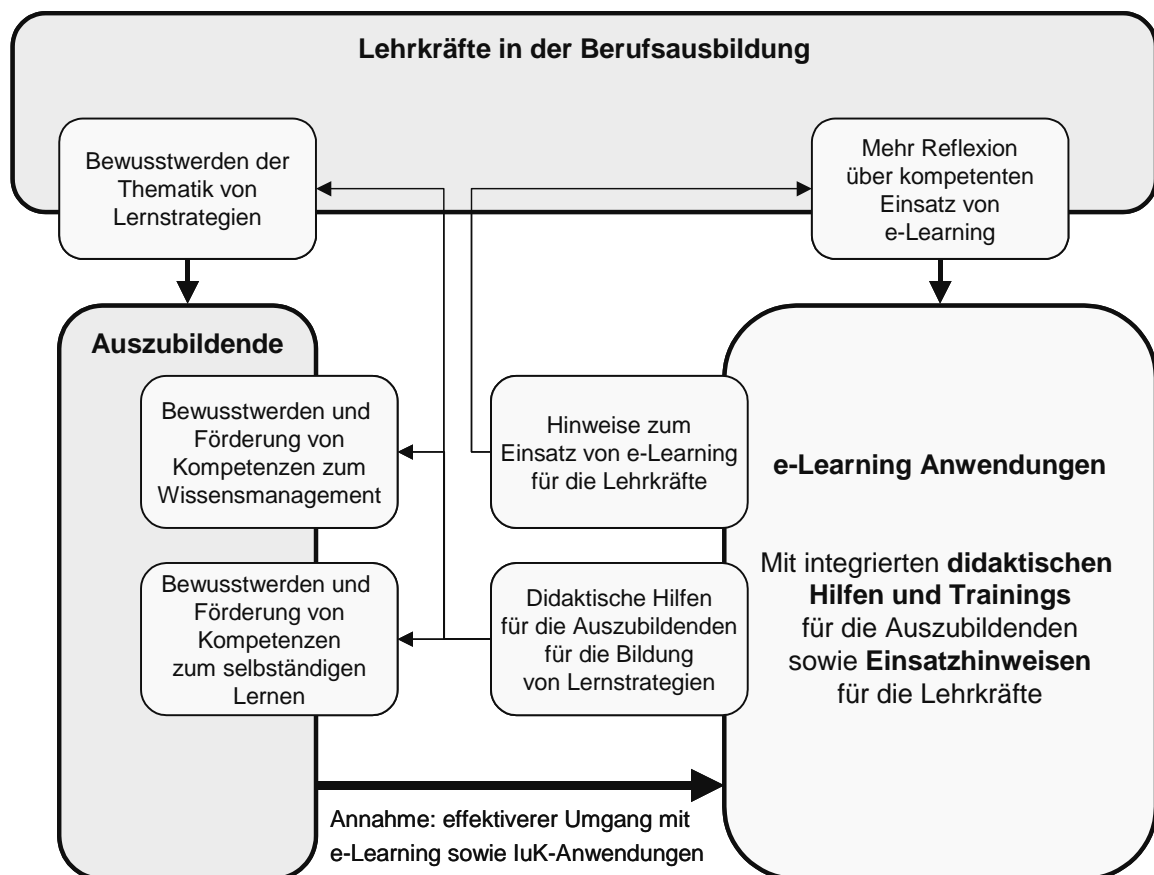 Lehrkräfte in der Berufsausbildung
Bewusstwerden der
Thematik von
Lernstrategien
Mehr Reflexion
über kompetenten
Einsatz von
e-Learning
Auszubildende
Bewusstwerden und
Förderung von
Kompetenzen zum
Wissensmanagement
Bewusstwerden und
Förderung von
Kompetenzen
zum selbständigen
Lernen
Hinweise zum
Einsatz von e-Learning
für die Lehrkräfte
Didaktische Hilfen
für die Auszubildenden
für die Bildung
von Lernstrategien
e-Learning Anwendungen
Mit integrierten didaktischen
Hilfen und Trainings
für die Auszubildenden
sowie Einsatzhinweisen
für die Lehrkräfte
Annahme: effektiverer Umgang mit
e-Learning sowie IuK-Anwendungen